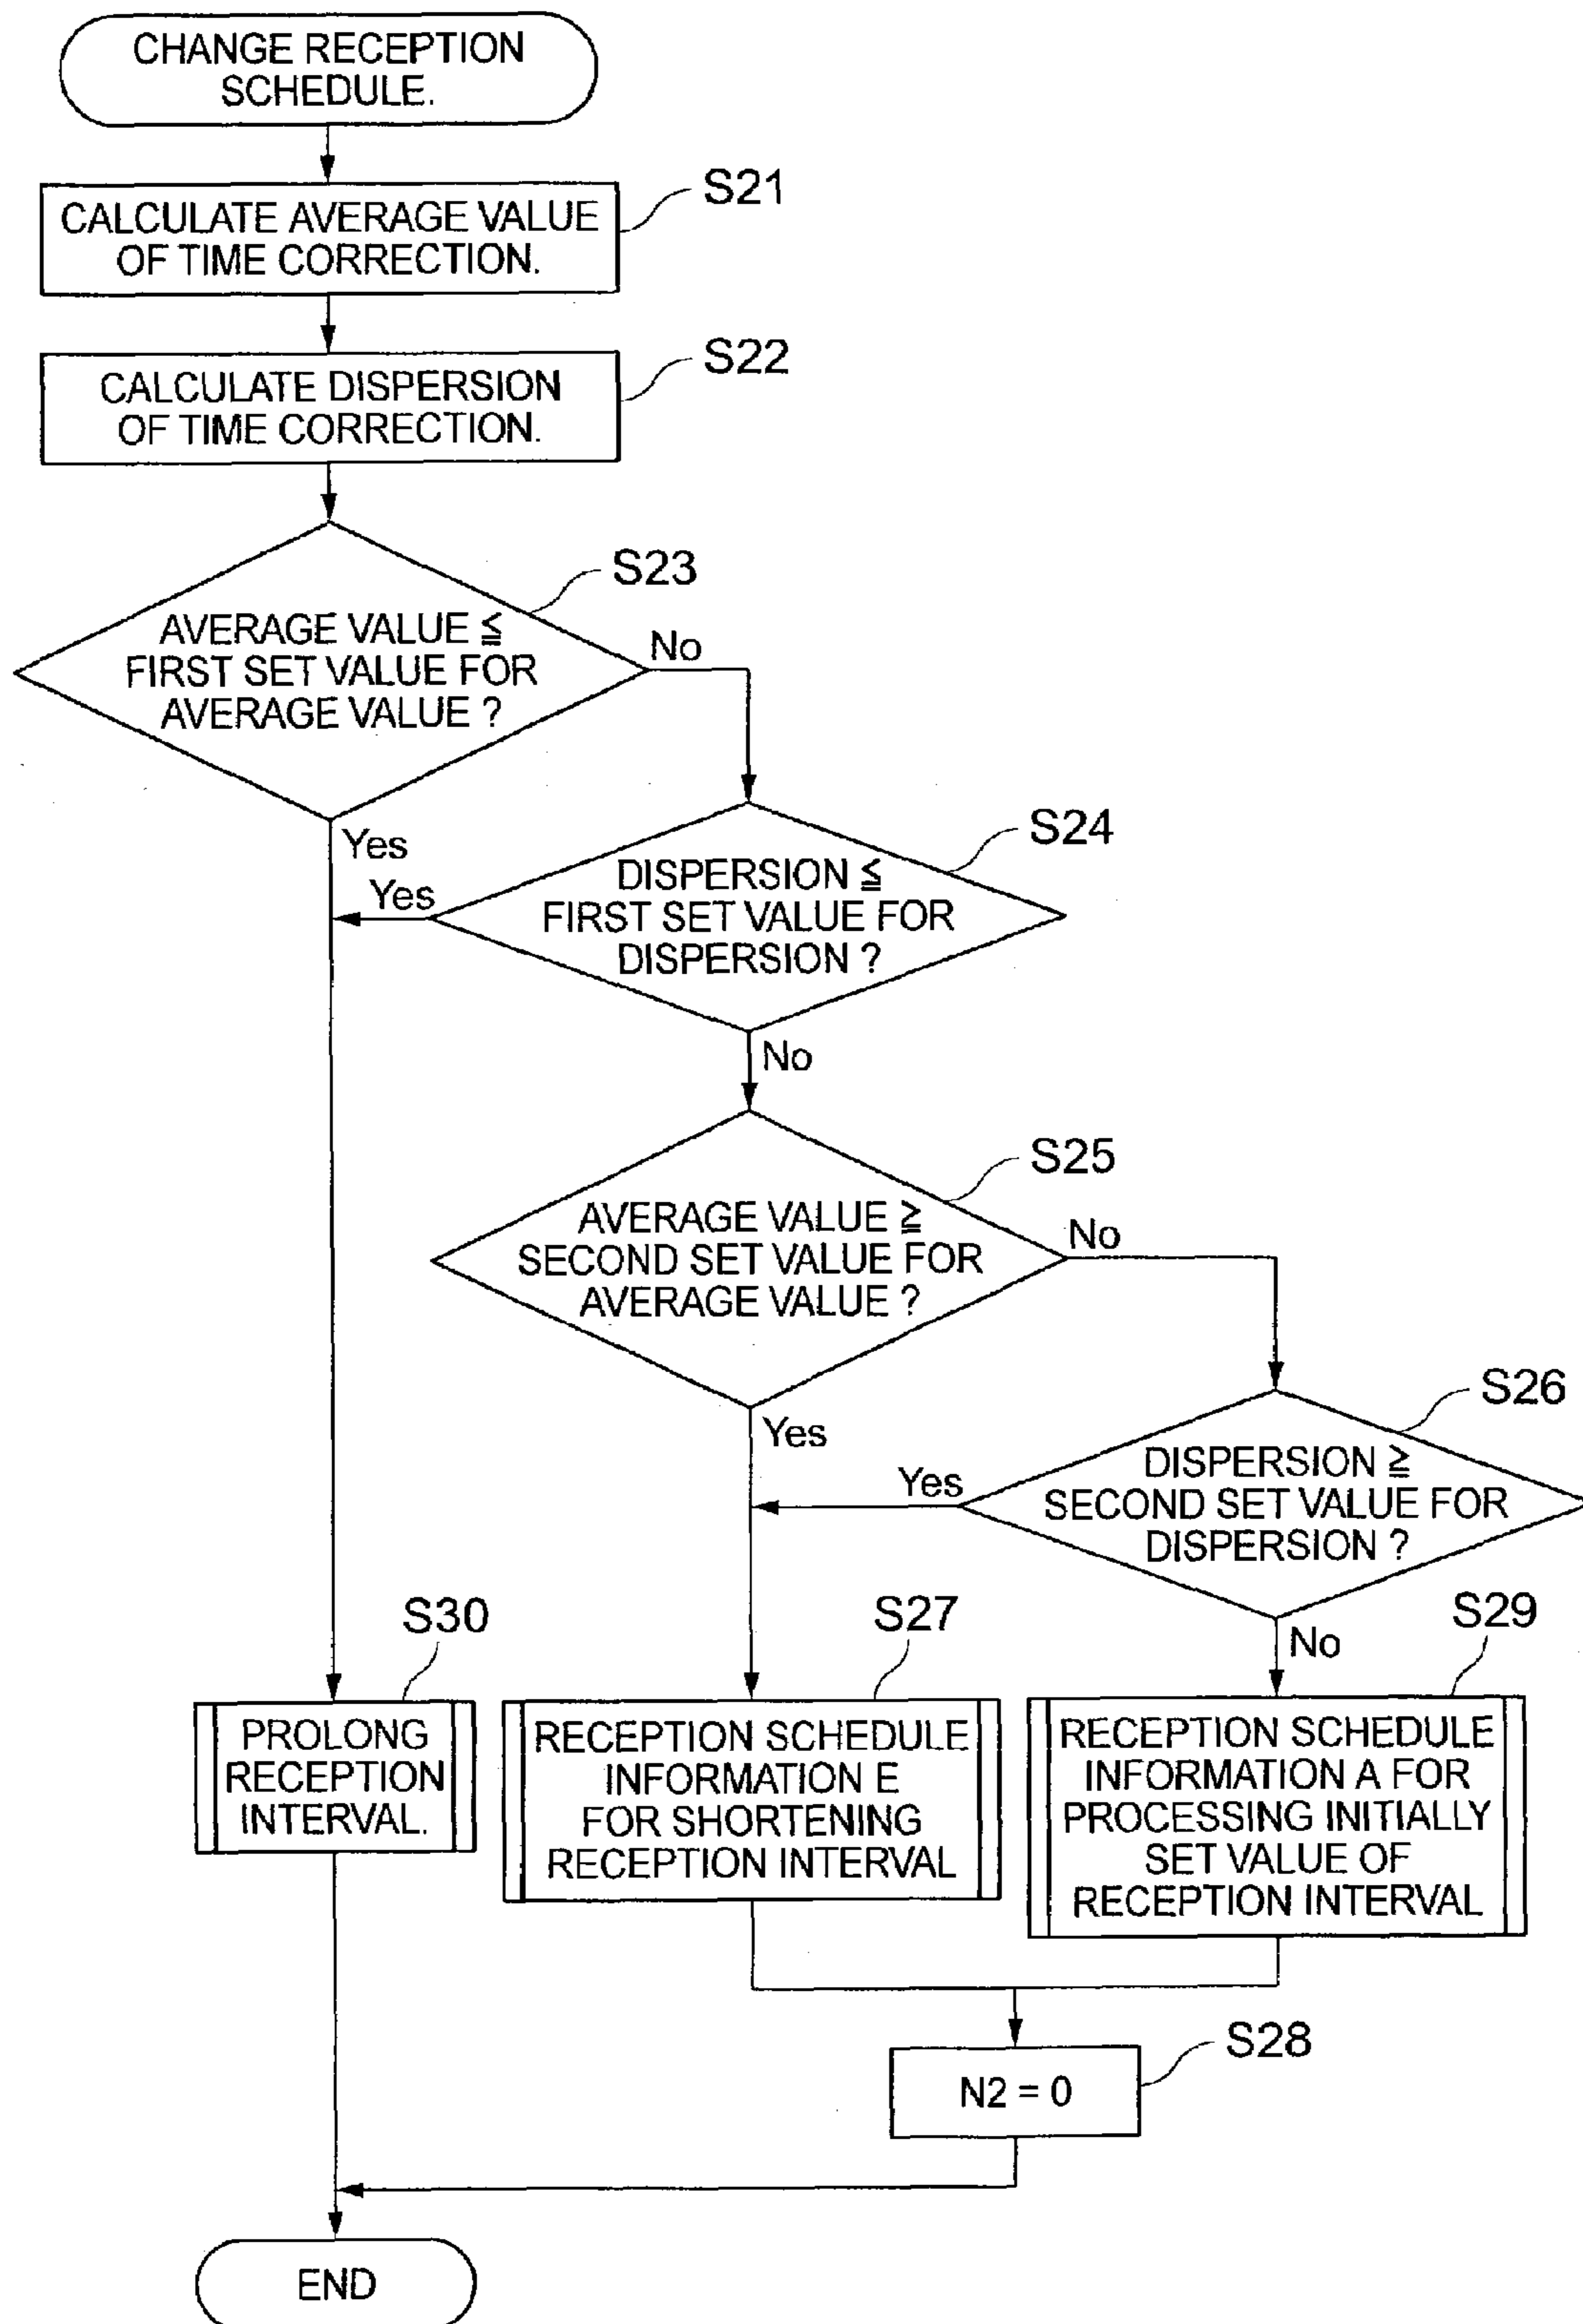 CHANGE RECEPTION
SCHEDULE.
S21
CALCULATE AVERAGE VALUE
OF TIME CORRECTION.
S22
CALCULATE DISPERSION
OF TIME CORRECTION.
S23
AVERAGE VALUE ≦
FIRST SET VALUE FOR
AVERAGE VALUE ?
No
Yes
S24
DISPERSION ≦
FIRST SET VALUE FOR
DISPERSION ?
Yes
No
S25
AVERAGE VALUE ≧
SECOND SET VALUE FOR
AVERAGE VALUE ?
No
Yes
S26
DISPERSION ≧
SECOND SET VALUE FOR
DISPERSION ?
Yes
No
S30
PROLONG
RECEPTION
INTERVAL.
S27
RECEPTION SCHEDULE
INFORMATION E
FOR SHORTENING
RECEPTION INTERVAL
S29
RECEPTION SCHEDULE
INFORMATION A FOR
PROCESSING INITIALLY
SET VALUE OF
RECEPTION INTERVAL
S28
N2 = 0
END